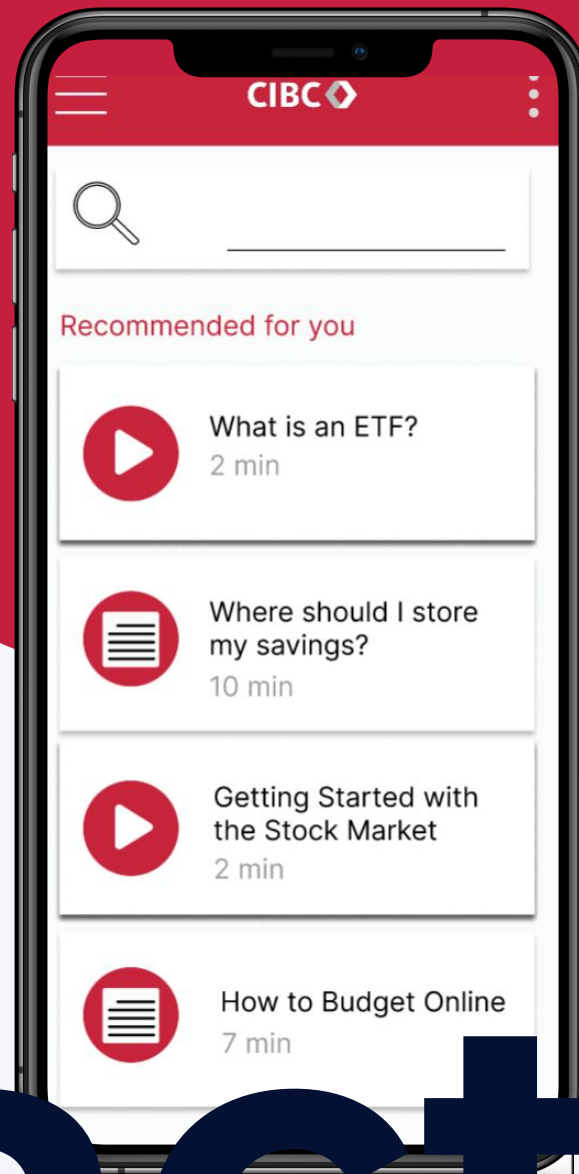 CIBC
Recommended for you
What is an ETF?
2 min
Where should I store
my savings?
10 min
Getting Started with
the Stock Market
2 min
How to Budget Online
7 min